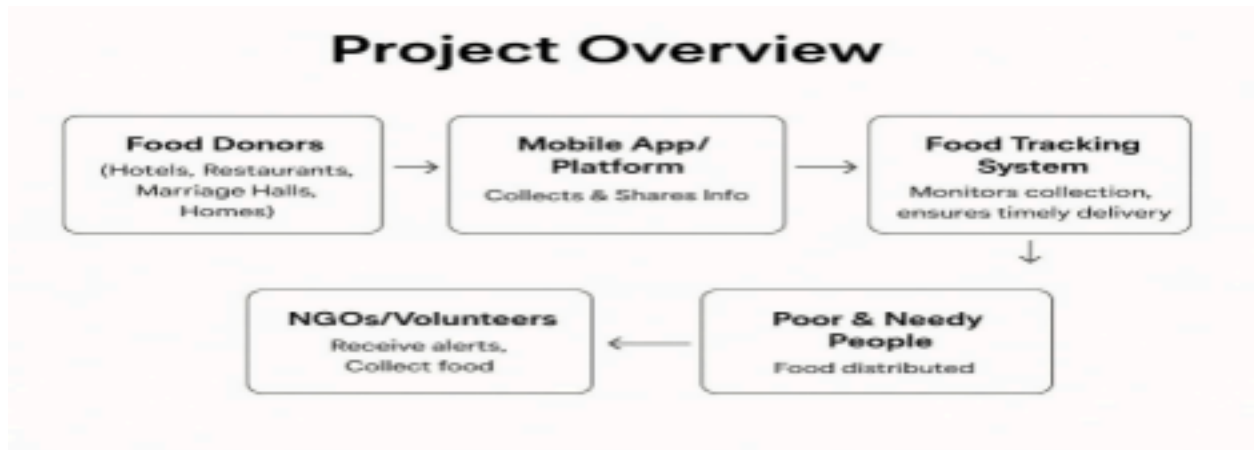 Project Overview
Food Donors
(Hotels, Restaurants,
Marriage Halls,
Homes)
Mobile App/
Platform
Collects & Shares Info
Food Tracking
System
Monitors collection,
ensures timely delivery
NGOs/Volunteers
Receive alerts,
Collect food
Poor & Needy
People
Food distributed